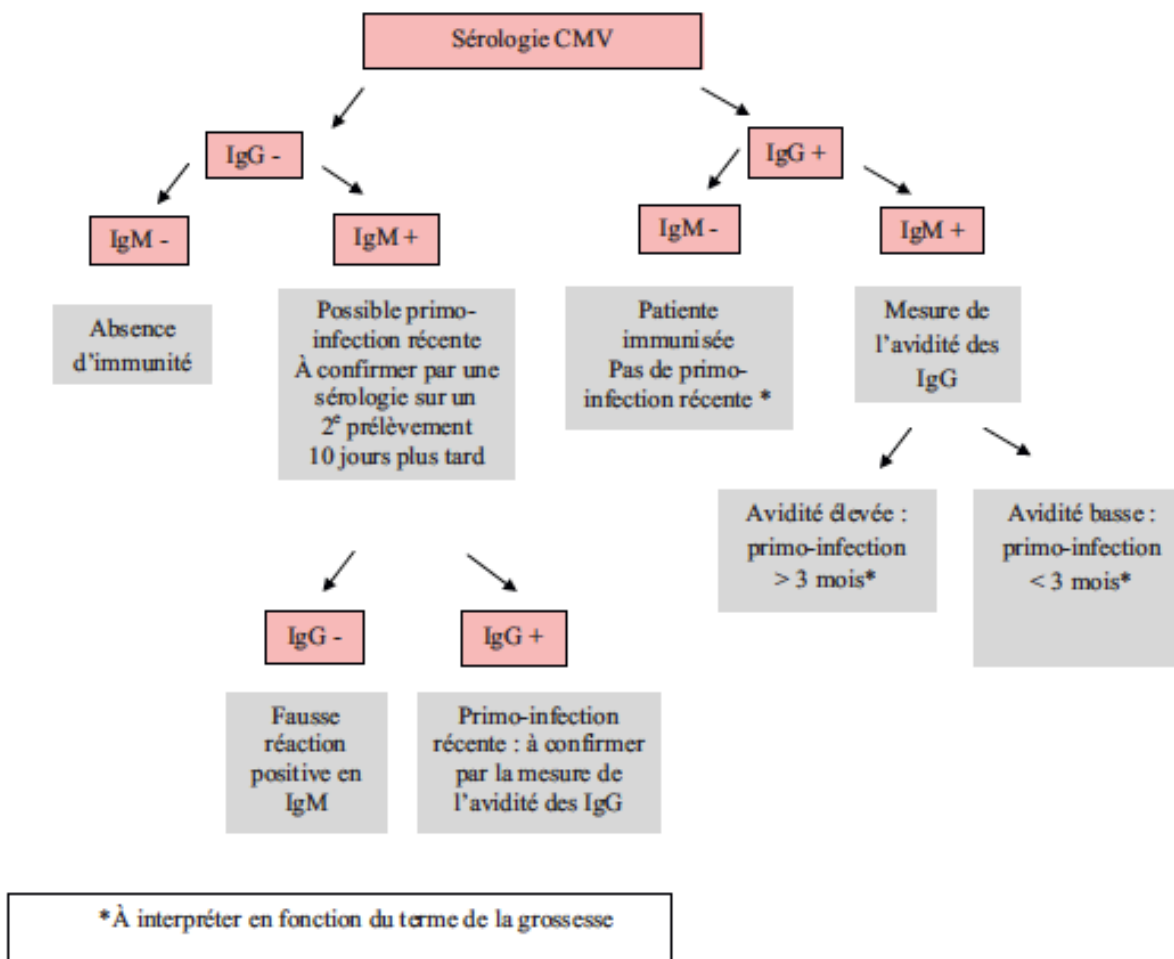 Sérologie CMV
IgG -
IgG +
IgM -
IgM +
IgM -
IgM +
Absence
d'immunité
Possible primo-
infection récente
À confirmer par une
sérologie sur un
2e prélèvement
10 jours plus tard
Patiente
immunisée
Pas de primo-
infection récente *
Mesure de
l'avidité des
IgG
Avidité élevée :
primo-infection
> 3 mois*
Avidité basse :
primo-infection
< 3 mois*
IgG -
IgG +
Fausse
réaction
positive en
IgM
Primo-infection
récente : à confirmer
par la mesure de
l'avidité des IgG
*À interpréter en fonction du terme de la grossesse